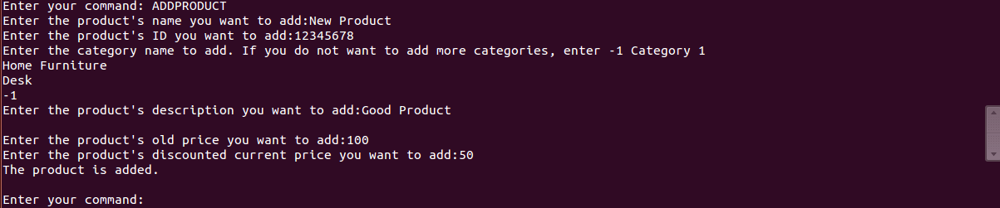 Enter your command: ADDPRODUCT
Enter the product's name you want to add:New Product
Enter the product's ID you want to add:12345678
Enter the category name to add. If you do not want to add more categories, enter -1 Category 1
Home Furniture
Desk
-1
Enter the product's description you want to add:Good Product
Enter the product's old price you want to add:100
Enter the product's discounted current price you want to add:50
The product is added.
Enter your command: